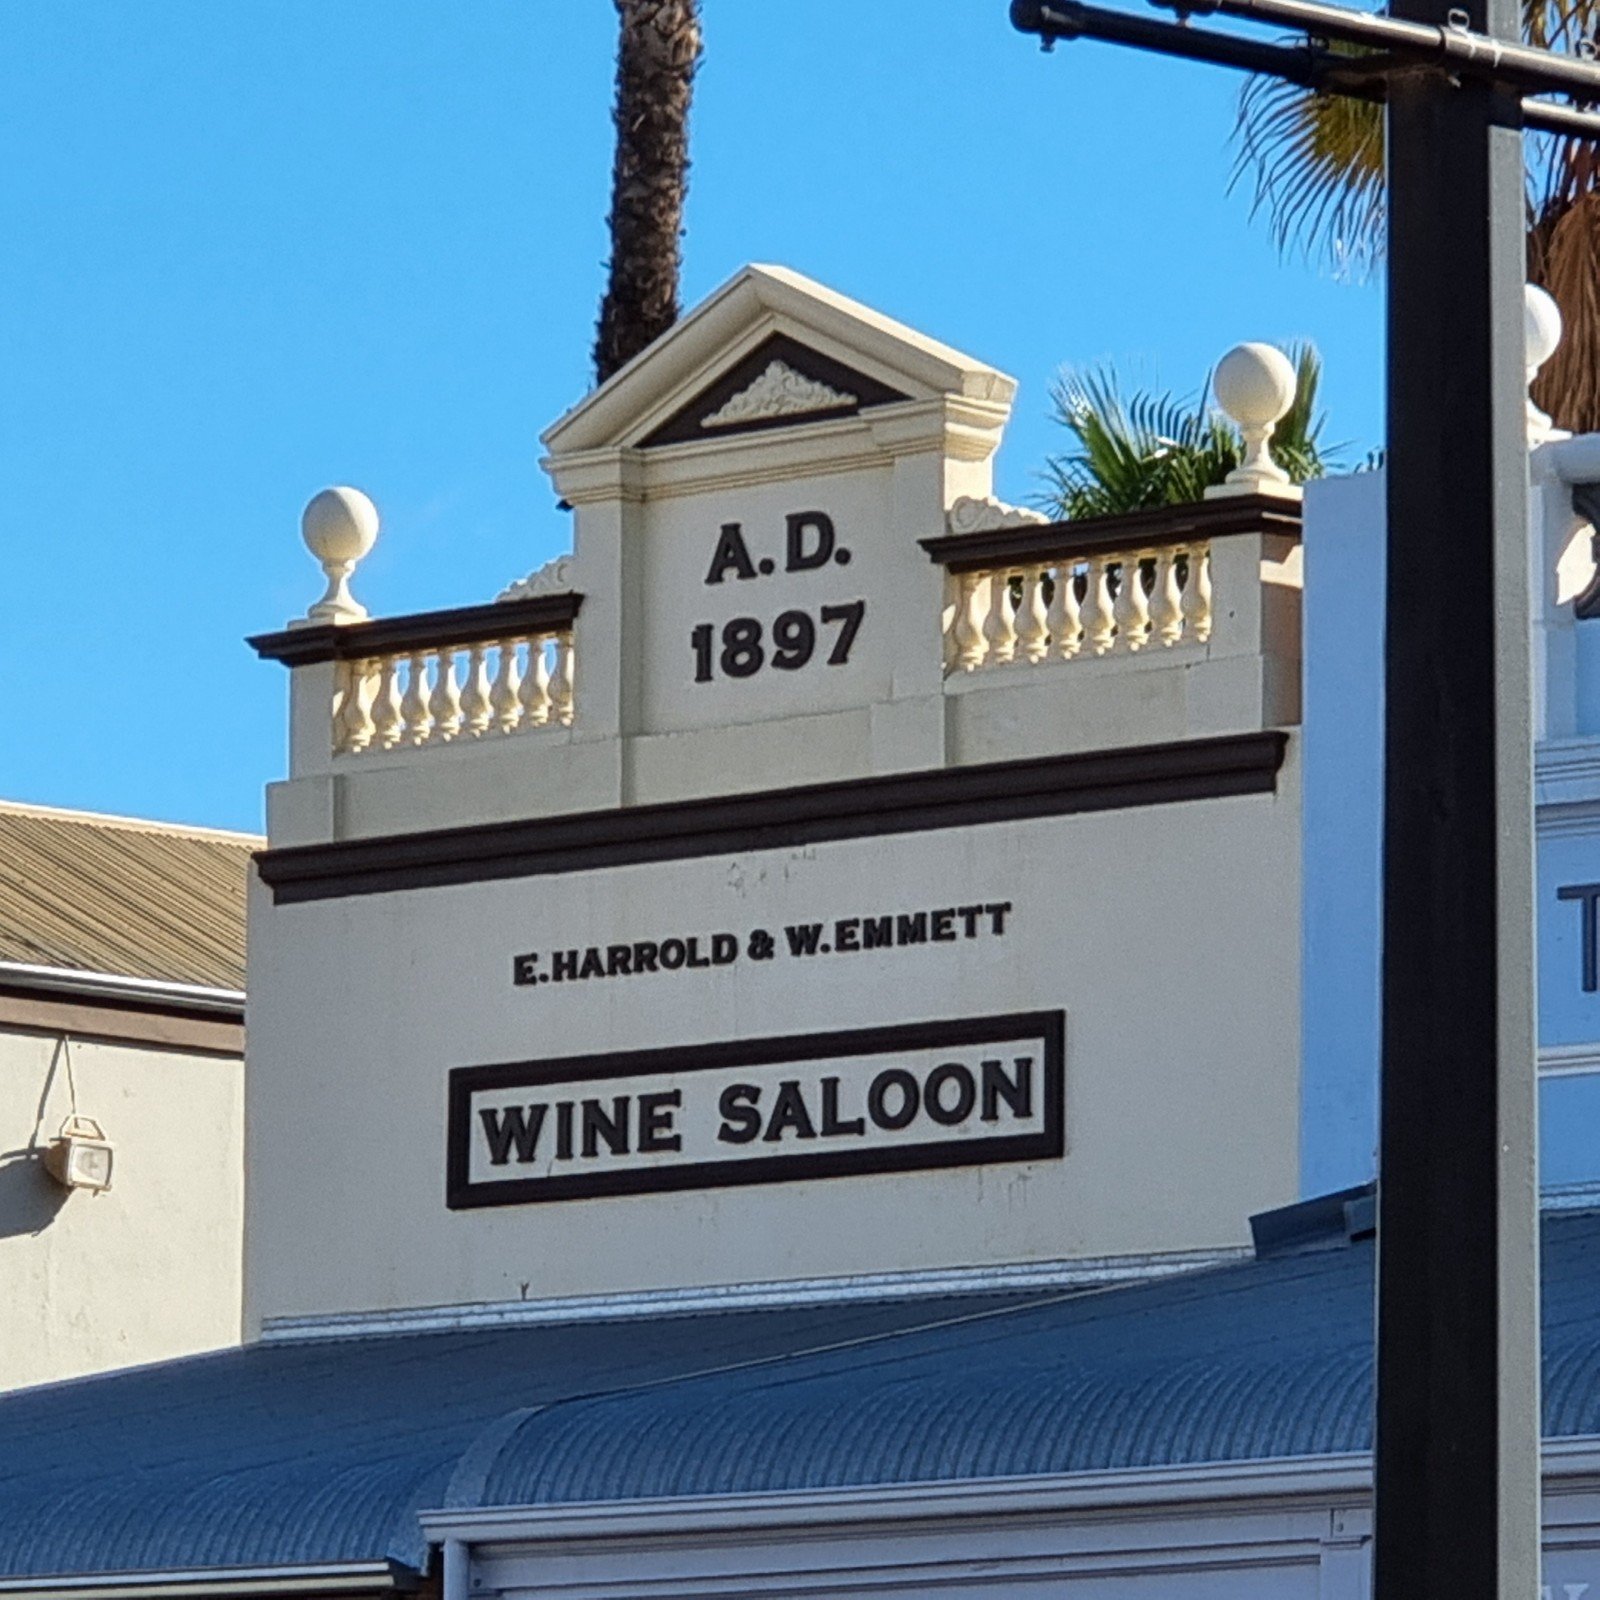 A.D.
1897
E.HARROLD & W.EMMETT
WINE SALOON